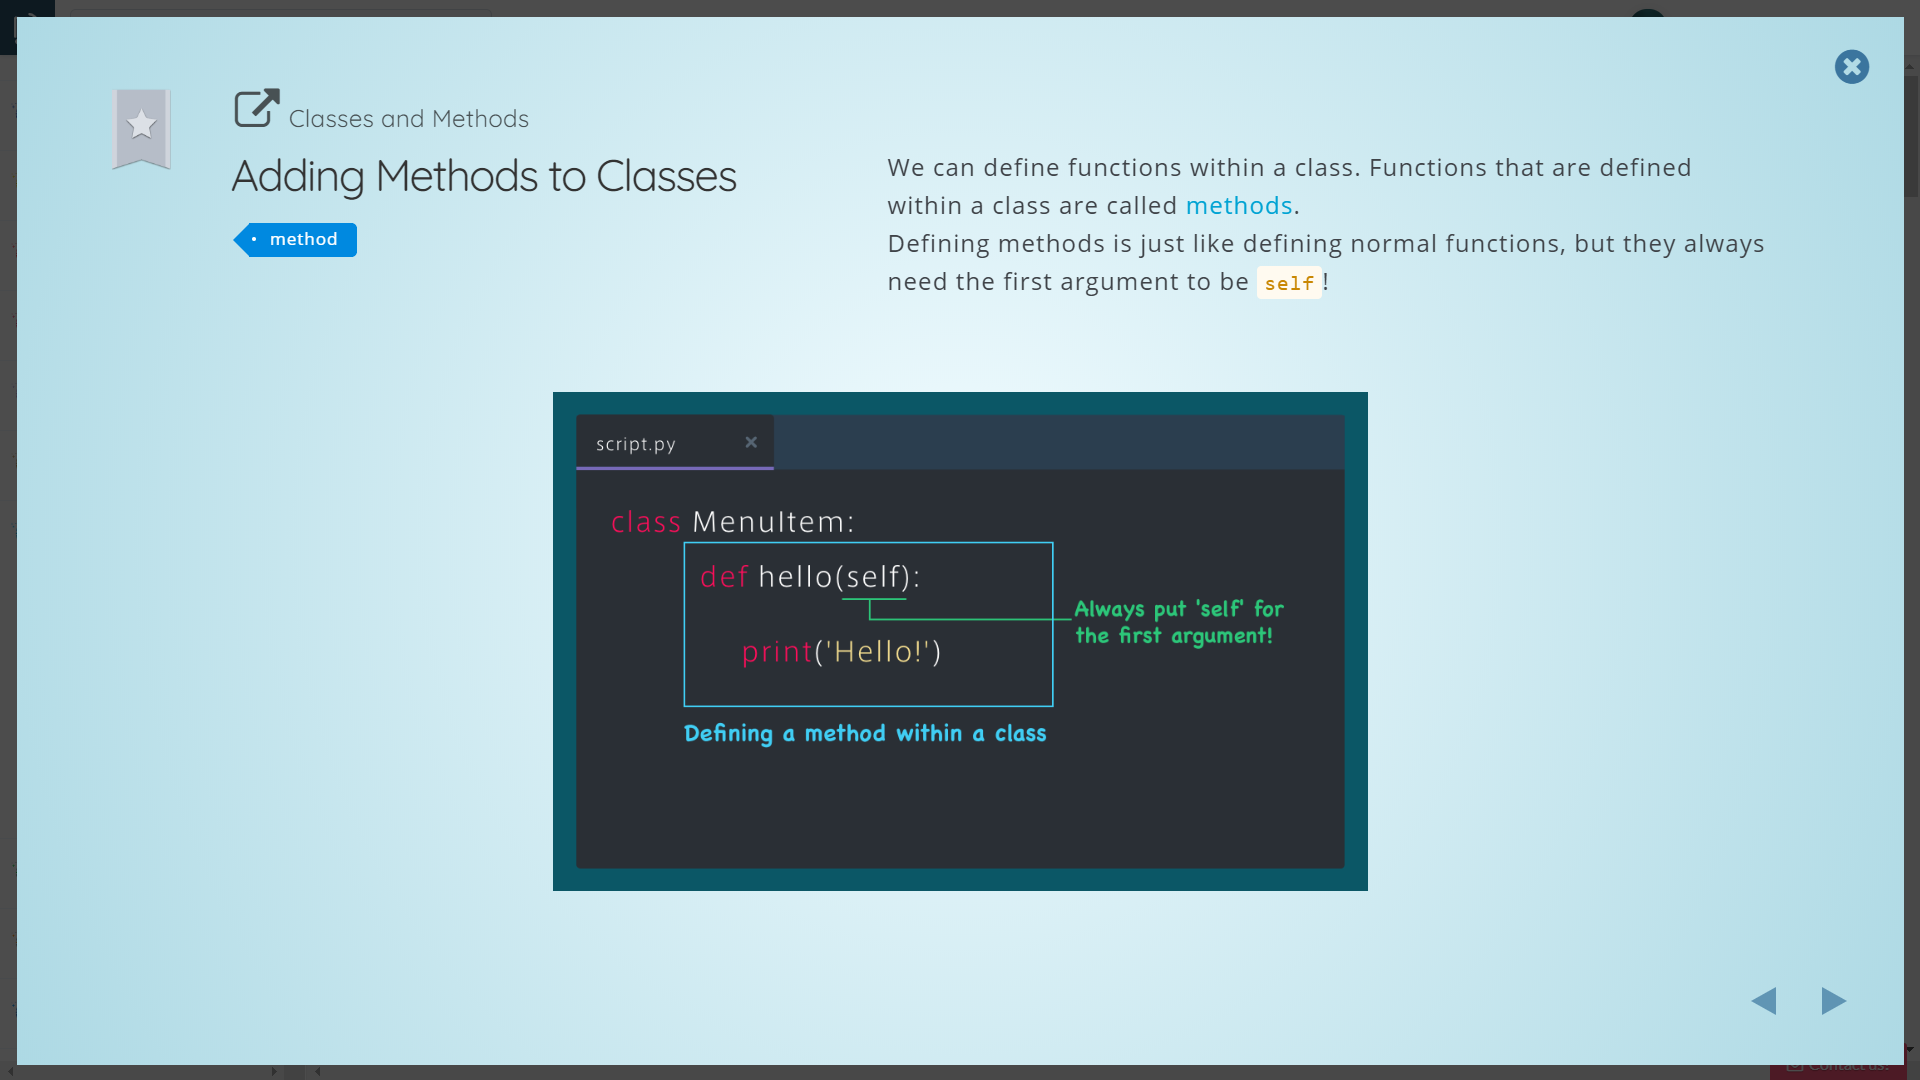 Classes and Methods
Adding Methods to Classes
method
We can define functions within a class. Functions that are defined
within a class are called methods.
Defining methods is just like defining normal functions, but they always
need the first argument to be self!
script.py
class MenuItem:
def hello(self):
print('Hello!')
Always put 'self' for
the first argument!
Defining a method within a class
Contact us!